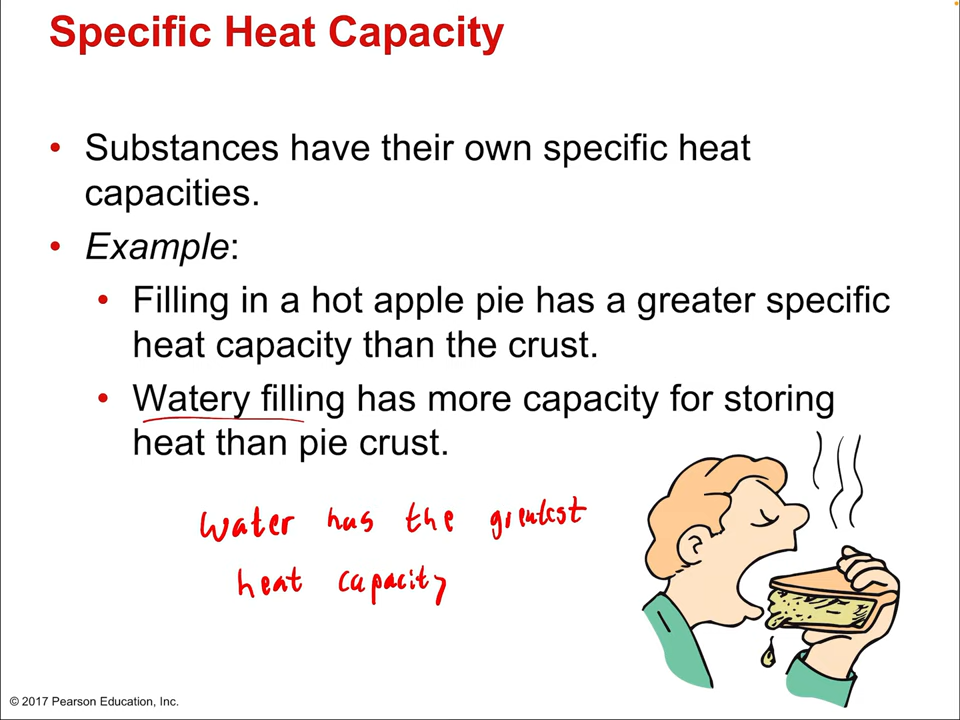 Specific Heat Capacity
• Substances have their own specific heat
capacities.
• Example:
• Filling in a hot apple pie has a greater specific
heat capacity than the crust.
• Watery filling has more capacity for storing
heat than pie crust.
water has the greatest
heat capacity
© 2017 Pearson Education, Inc.